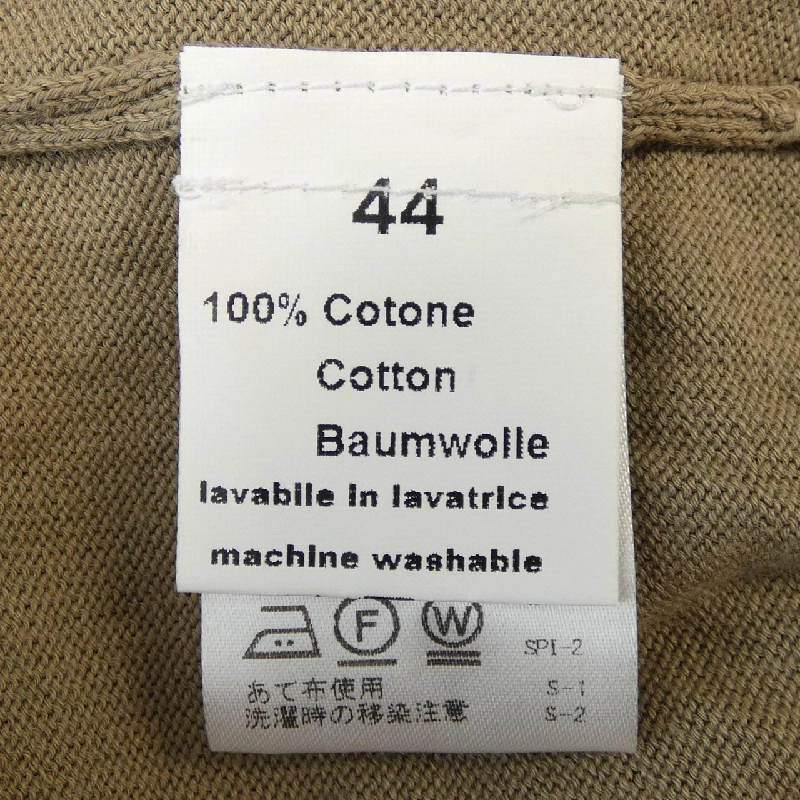 44
100% Cotone
Cotton
Baumwolle
lavabile in lavatrice
machine washable
F W SPI-2
あて布使用 S-1
洗濯時の移染注意 S-2